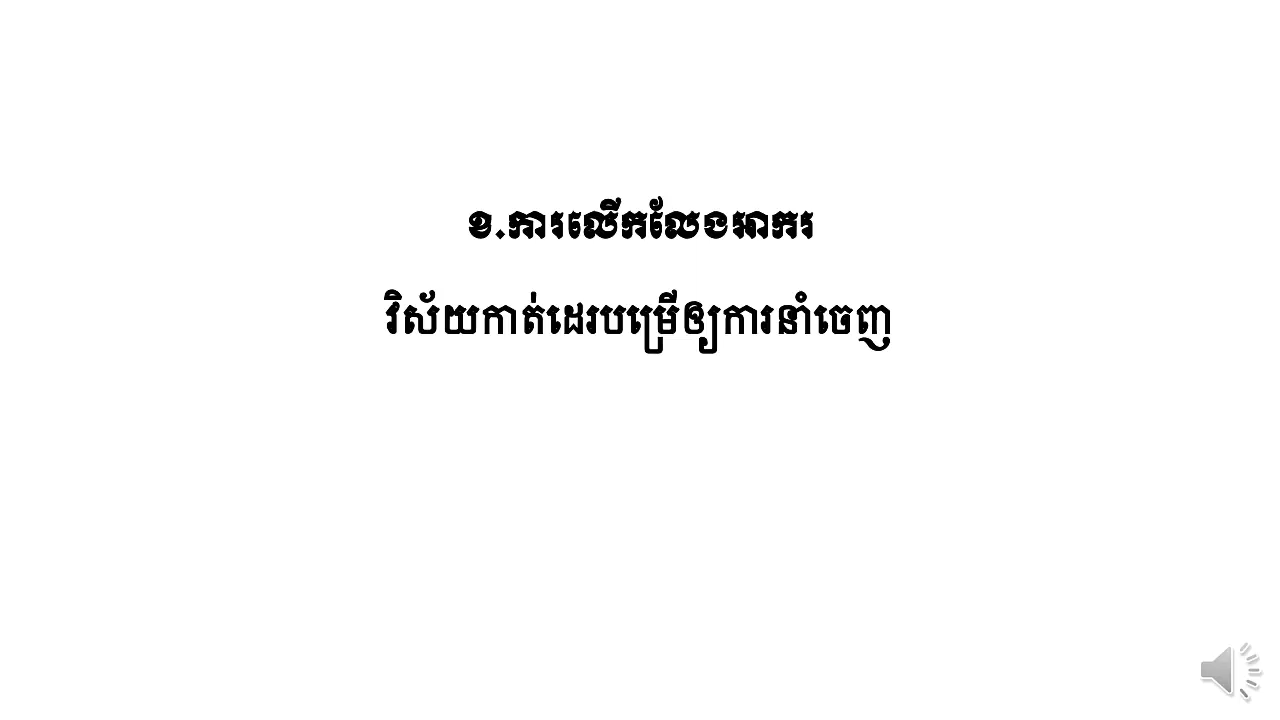 ខ.ការលើកលែងអាករ
វិស័យកាត់ដេរបម្រើឲ្យការនាំចេញ